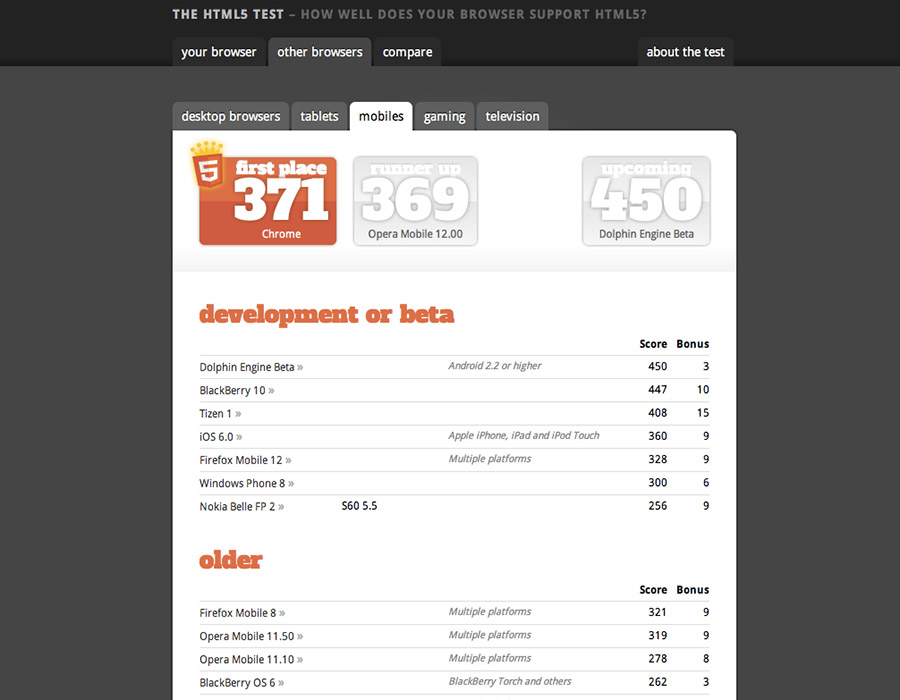 THE HTML5 TEST – HOW WELL DOES YOUR BROWSER SUPPORT HTML5?
your browser other browsers compare about the test
desktop browsers tablets mobiles gaming television
5
first place
371
Chrome
runner up
369
Opera Mobile 12.00
upcoming
450
Dolphin Engine Beta
development or beta
Score Bonus
Dolphin Engine Beta » Android 2.2 or higher 450 3
BlackBerry 10 » 447 10
Tizen 1 » 408 15
iOS 6.0 » Apple iPhone, iPad and iPod Touch 360 9
Firefox Mobile 12 » Multiple platforms 328 9
Windows Phone 8 » 300 6
Nokia Belle FP 2 » S60 5.5 256 9
older
Score Bonus
Firefox Mobile 8 » Multiple platforms 321 9
Opera Mobile 11.50 » Multiple platforms 319 9
Opera Mobile 11.10 » Multiple platforms 278 8
BlackBerry OS 6 » BlackBerry Torch and others 262 3